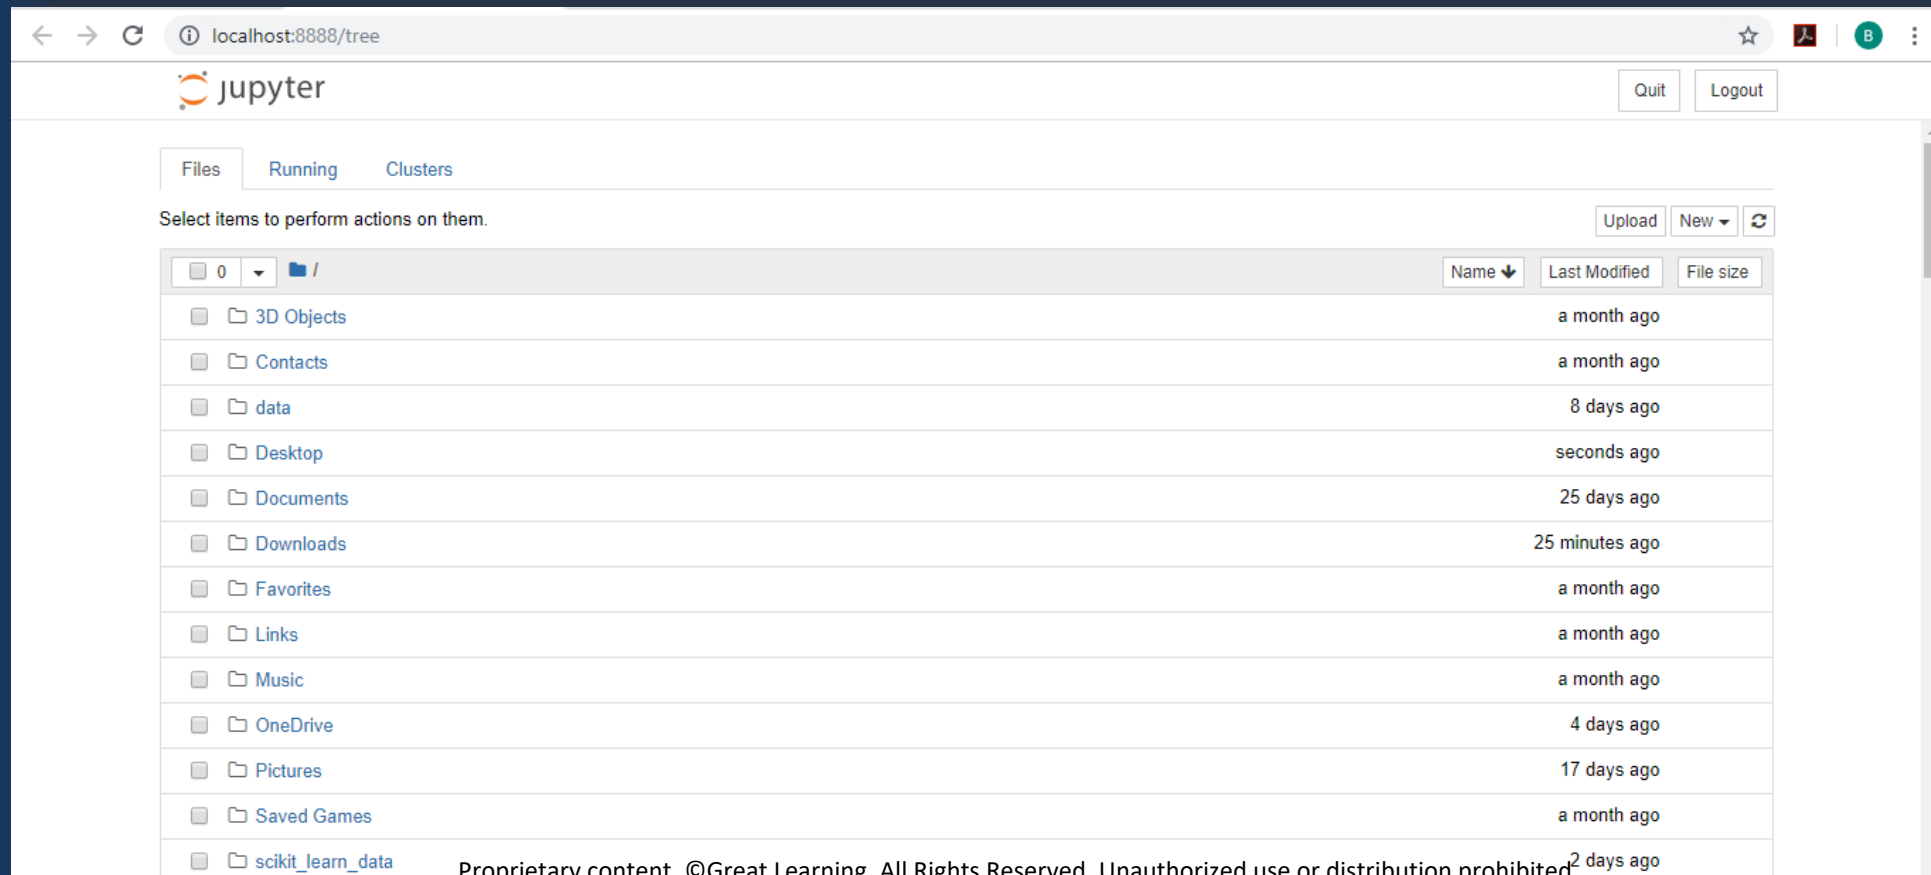 localhost:8888/tree
B
jupyter
Quit Logout
Files Running Clusters
Select items to perform actions on them.
Upload New
0 / Name Last Modified File size
3D Objects a month ago
Contacts a month ago
data 8 days ago
Desktop seconds ago
Documents 25 days ago
Downloads 25 minutes ago
Favorites a month ago
Links a month ago
Music a month ago
OneDrive 4 days ago
Pictures 17 days ago
Saved Games a month ago
scikit_learn_data 2 days ago
Proprietary content. ©Great Learning. All Rights Reserved. Unauthorized use or distribution prohibited